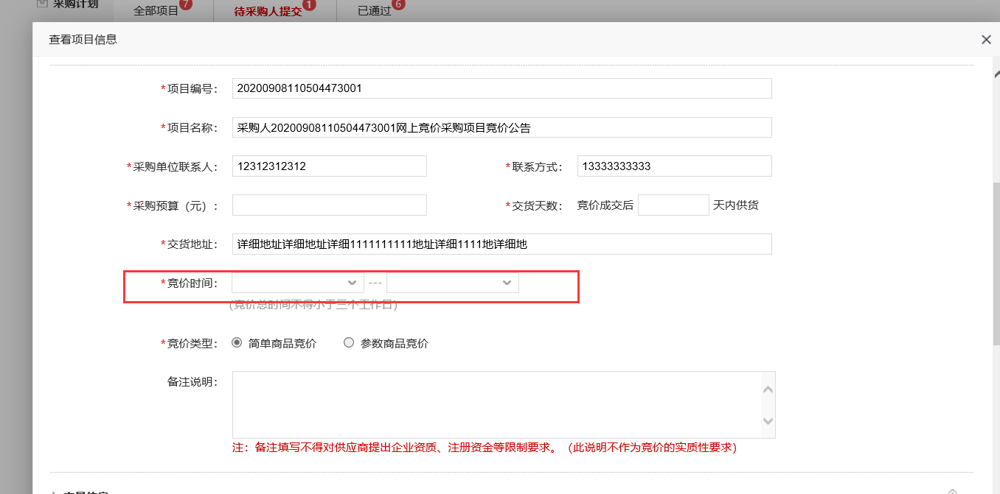 采购计划
全部项目 7
待采购人提交 1
已通过 6
查看项目信息
*项目编号： 20200908110504473001
*项目名称： 采购人20200908110504473001网上竞价采购项目竞价公告
*采购单位联系人： 12312312312 *联系方式： 13333333333
*采购预算（元）： *交货天数： 竞价成交后 天内供货
*交货地址： 详细地址详细地址详细1111111111地址详细1111地详细地
*竞价时间： ---
(竞价总时间不得小于三个工作日)
*竞价类型： 简单商品竞价 参数商品竞价
备注说明：
注：备注填写不得对供应商提出企业资质、注册资金等限制要求。（此说明不作为竞价的实质性要求）